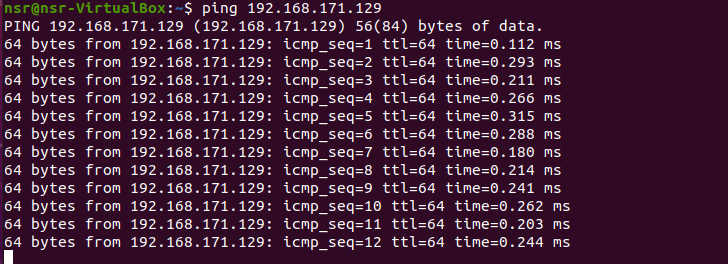 nsr@nsr-VirtualBox:~$ ping 192.168.171.129
PING 192.168.171.129 (192.168.171.129) 56(84) bytes of data.
64 bytes from 192.168.171.129: icmp_seq=1 ttl=64 time=0.112 ms
64 bytes from 192.168.171.129: icmp_seq=2 ttl=64 time=0.293 ms
64 bytes from 192.168.171.129: icmp_seq=3 ttl=64 time=0.211 ms
64 bytes from 192.168.171.129: icmp_seq=4 ttl=64 time=0.266 ms
64 bytes from 192.168.171.129: icmp_seq=5 ttl=64 time=0.315 ms
64 bytes from 192.168.171.129: icmp_seq=6 ttl=64 time=0.288 ms
64 bytes from 192.168.171.129: icmp_seq=7 ttl=64 time=0.180 ms
64 bytes from 192.168.171.129: icmp_seq=8 ttl=64 time=0.214 ms
64 bytes from 192.168.171.129: icmp_seq=9 ttl=64 time=0.241 ms
64 bytes from 192.168.171.129: icmp_seq=10 ttl=64 time=0.262 ms
64 bytes from 192.168.171.129: icmp_seq=11 ttl=64 time=0.203 ms
64 bytes from 192.168.171.129: icmp_seq=12 ttl=64 time=0.244 ms